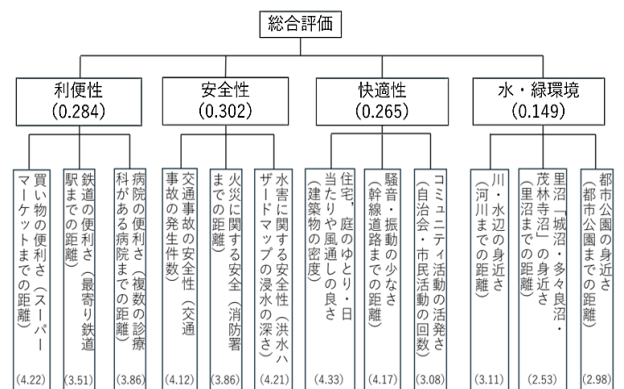 総合評価
利便性
(0.284)
安全性
(0.302)
快適性
(0.265)
水・緑環境
(0.149)
買い物の便利さ（スーパー
マーケットまでの距離）
(4.22)
鉄道の便利さ（最寄り鉄道
駅までの距離）
(3.51)
病院の便利さ（複数の診療
科がある病院までの距離）
(3.86)
交通事故の安全性（交通
事故の発生件数）
(4.12)
火災に関する安全（消防署
までの距離）
(3.86)
水害に関する安全性（洪水ハ
ザードマップの浸水の深さ）
(4.21)
住宅，庭のゆとり・日
当たりや風通しの良さ
（建築物の密度）
(4.33)
騒音・振動の少なさ
（幹線道路までの距離）
(4.17)
コミュニティ活動の活発さ
（自治会・市民活動の回数）
(3.08)
川・水辺の身近さ
（河川までの距離）
(3.11)
里沼「城沼・多々良沼・
茂林寺沼」の身近さ
（里沼までの距離）
(2.53)
都市公園の身近さ
（都市公園までの距離）
(2.98)